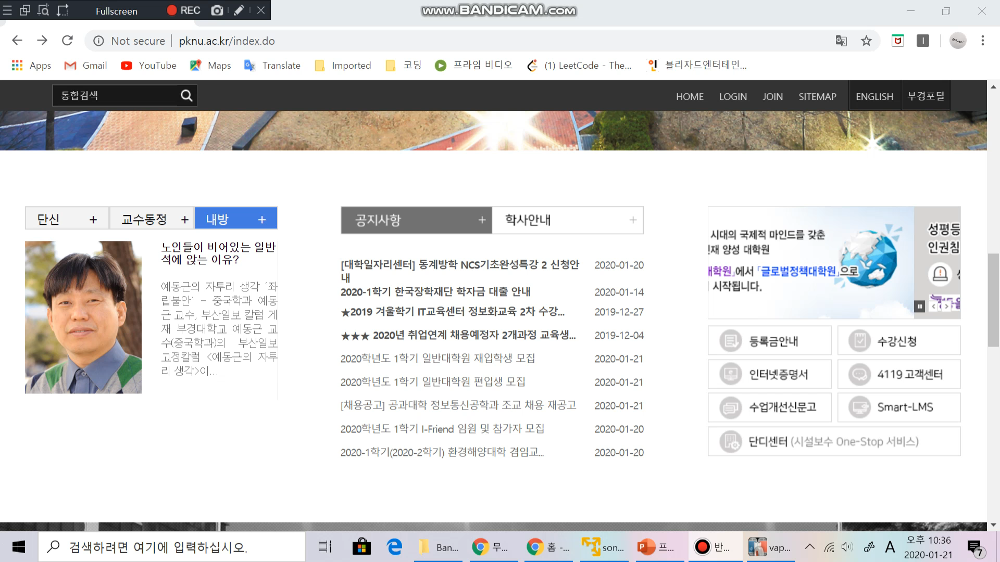 Fullscreen
REC
www.BANDICAM.com
Not secure
pknu.ac.kr/index.do
Apps
Gmail
YouTube
Maps
Translate
Imported
코딩
프라임 비디오
(1) LeetCode - The...
블리자드엔터테인...
통합검색
HOME
LOGIN
JOIN
SITEMAP
ENGLISH
부경포털
단신 +
교수동정 +
내방 +
노인들이 비어있는 일반
석에 앉는 이유?
예동근의 자투리 생각 ‘좌
립불안’ - 중국학과 예동
근 교수, 부산일보 칼럼 게
재 부경대학교 예동근 교
수(중국학과)의 부산일보
고정칼럼 <예동근의 자투
리 생각>이...
공지사항 +
학사안내 +
[대학일자리센터] 동계방학 NCS기초완성특강 2 신청안
내
2020-01-20
2020-1학기 한국장학재단 학자금 대출 안내
2020-01-14
★2019 겨울학기 IT교육센터 정보화교육 2차 수강...
2019-12-27
★★★ 2020년 취업연계 채용예정자 2개과정 교육생...
2019-12-04
2020학년도 1학기 일반대학원 재입학생 모집
2020-01-21
2020학년도 1학기 일반대학원 편입생 모집
2020-01-21
[채용공고] 공과대학 정보통신공학과 조교 채용 재공고
2020-01-21
2020학년도 1학기 I-Friend 임원 및 참가자 모집
2020-01-20
2020-1학기(2020-2학기) 환경해양대학 겸임교...
2020-01-20
시대의 국제적 마인드를 갖춘
재 양성 대학원
대학원」에서 「글로벌정책대학원」으로
시작됩니다.
성평등
인권침
등록금안내
수강신청
인터넷증명서
4119 고객센터
수업개선신문고
Smart-LMS
단디센터 (시설보수 One-Stop 서비스)
검색하려면 여기에 입력하십시오.
Ban...
무...
홈 -...
son...
프...
반...
vap...
A
오후 10:36
2020-01-21
7